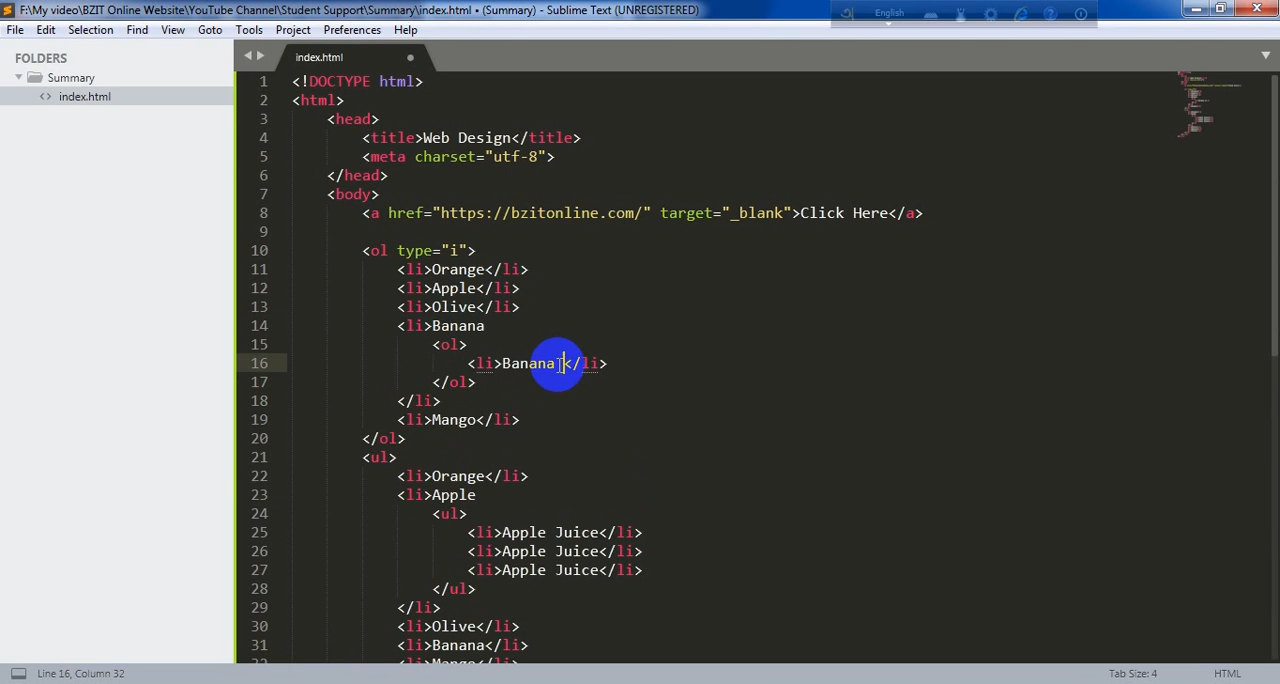 F:\My video\BZIT Online Website\YouTube Channel\Student Support\Summary\index.html • (Summary) - Sublime Text (UNREGISTERED)
English
File Edit Selection Find View Goto Tools Project Preferences Help
FOLDERS
Summary
<> index.html
index.html
1 <!DOCTYPE html>
2 <html>
3 <head>
4 <title>Web Design</title>
5 <meta charset="utf-8">
6 </head>
7 <body>
8 <a href="https://bzitonline.com/" target="_blank">Click Here</a>
9
10 <ol type="i">
11 <li>Orange</li>
12 <li>Apple</li>
13 <li>Olive</li>
14 <li>Banana
15 <ol>
16 <li>Banana </li>
17 </ol>
18 </li>
19 <li>Mango</li>
20 </ol>
21 <ul>
22 <li>Orange</li>
23 <li>Apple
24 <ul>
25 <li>Apple Juice</li>
26 <li>Apple Juice</li>
27 <li>Apple Juice</li>
28 </ul>
29 </li>
30 <li>Olive</li>
31 <li>Banana</li>
32 <li>Mango</li>
Line 16, Column 32
Tab Size: 4
HTML